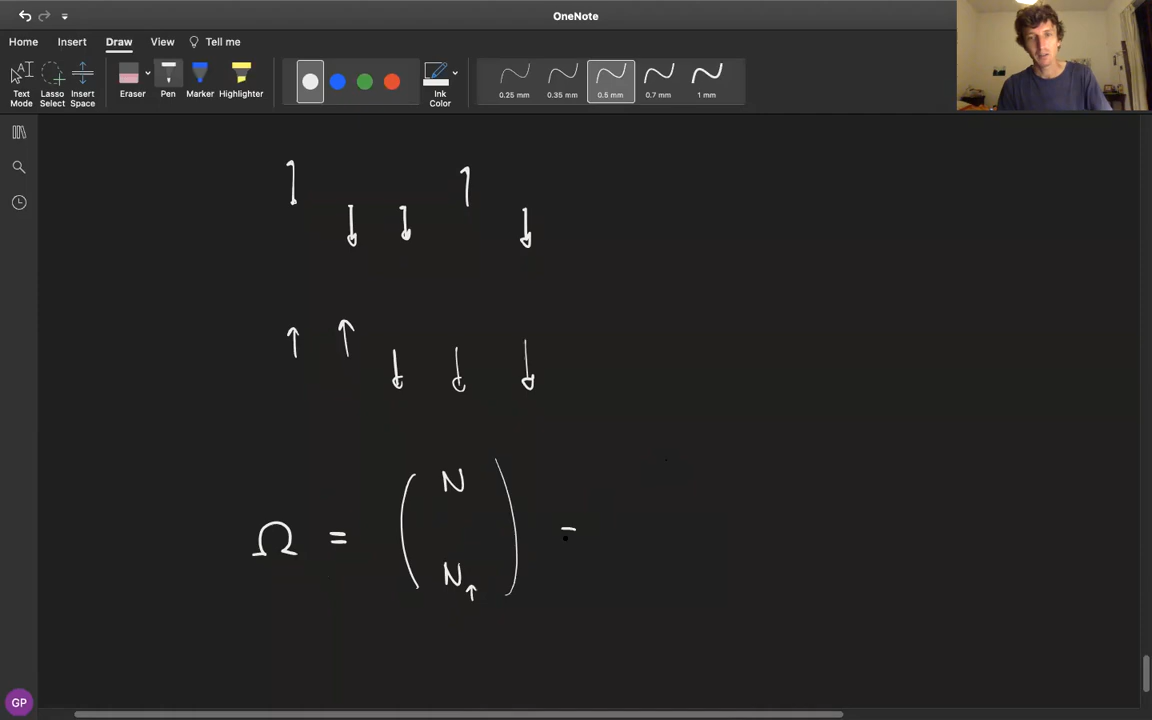 OneNote
Home Insert Draw View Tell me
Text Mode
Lasso Select
Insert Space
Eraser
Pen
Marker
Highlighter
Ink Color
0.25 mm
0.35 mm
0.5 mm
0.7 mm
1 mm
↑ ↓ ↓ ↑ ↓
↑ ↑ ↓ ↓ ↓
Ω = ( N N↑ ) =
GP